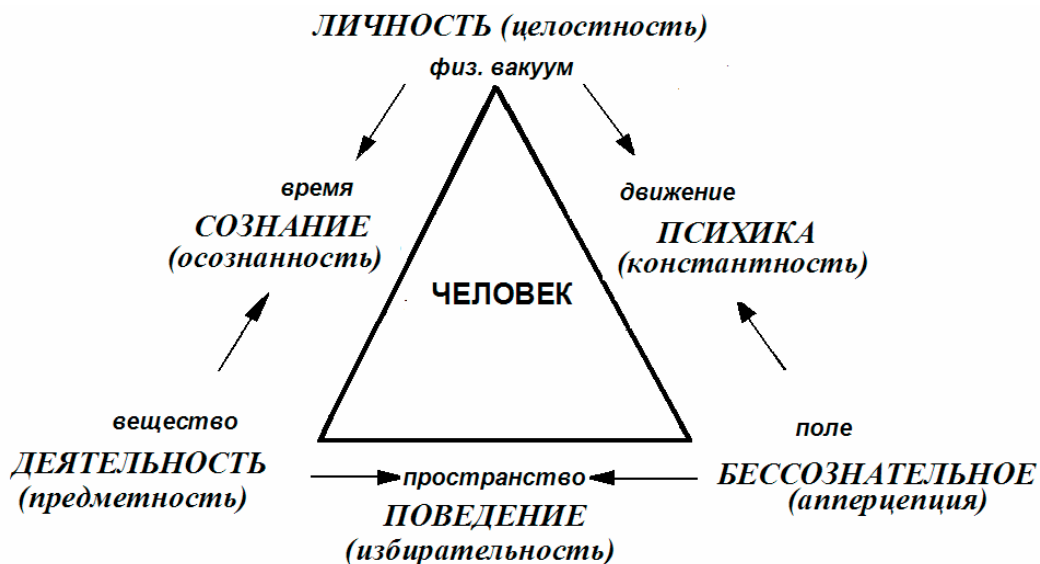 ЛИЧНОСТЬ (целостность)
физ. вакуум
время
СОЗНАНИЕ
(осознанность)
движение
ПСИХИКА
(константность)
ЧЕЛОВЕК
вещество
ДЕЯТЕЛЬНОСТЬ
(предметность)
пространство
ПОВЕДЕНИЕ
(избирательность)
поле
БЕССОЗНАТЕЛЬНОЕ
(апперцепция)